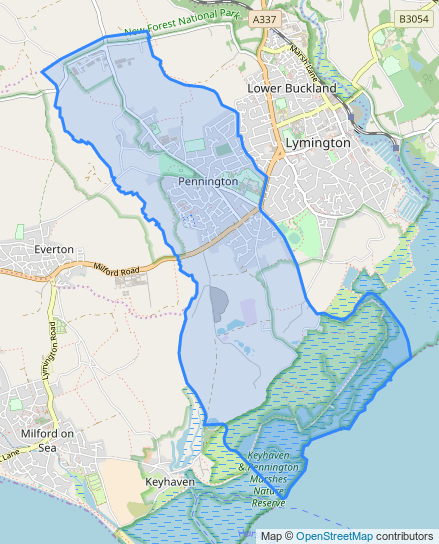 New Forest National Park
A337
B3054
Marsh Lane
Lower Buckland
Lymington
Pennington
Everton
Milford Road
Lymington Road
Milford on
Sea
Lane
Keyhaven
Keyhaven
& Pennington
Marshes
Nature
Reserve
Map data © OpenStreetMap contributors